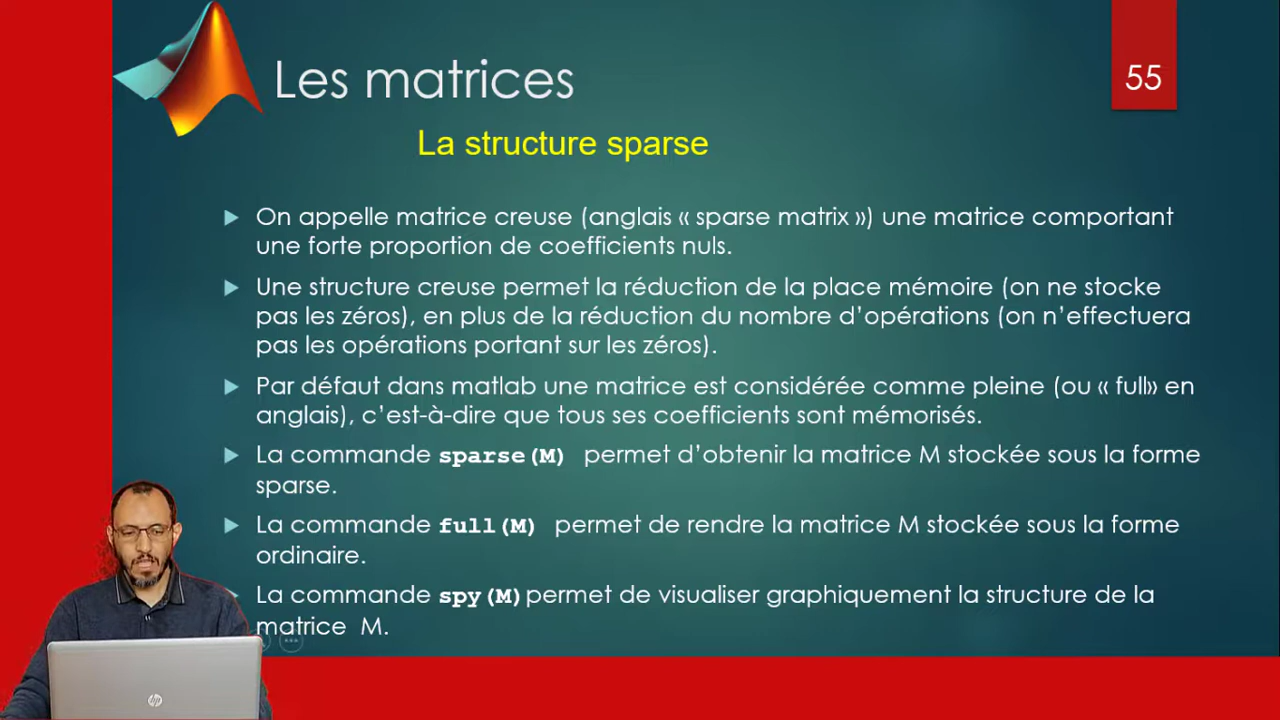 Les matrices
55
La structure sparse
On appelle matrice creuse (anglais « sparse matrix ») une matrice comportant
une forte proportion de coefficients nuls.
Une structure creuse permet la réduction de la place mémoire (on ne stocke
pas les zéros), en plus de la réduction du nombre d’opérations (on n’effectuera
pas les opérations portant sur les zéros).
Par défaut dans matlab une matrice est considérée comme pleine (ou « full» en
anglais), c’est-à-dire que tous ses coefficients sont mémorisés.
La commande sparse(M) permet d’obtenir la matrice M stockée sous la forme
sparse.
La commande full(M) permet de rendre la matrice M stockée sous la forme
ordinaire.
La commande spy(M)permet de visualiser graphiquement la structure de la
matrice M.
hp